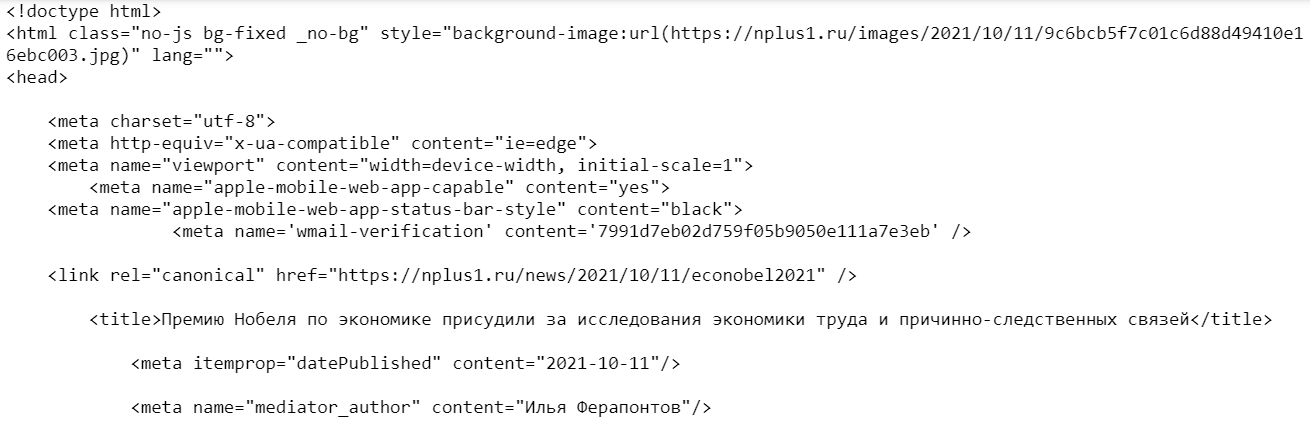 <!doctype html>
<html class="no-js bg-fixed _no-bg" style="background-image:url(https://nplus1.ru/images/2021/10/11/9c6bcb5f7c01c6d88d49410e1
6ebc003.jpg)" lang="">
<head>
<meta charset="utf-8">
<meta http-equiv="x-ua-compatible" content="ie=edge">
<meta name="viewport" content="width=device-width, initial-scale=1">
<meta name="apple-mobile-web-app-capable" content="yes">
<meta name="apple-mobile-web-app-status-bar-style" content="black">
<meta name='wmail-verification' content='7991d7eb02d759f05b9050e111a7e3eb' />
<link rel="canonical" href="https://nplus1.ru/news/2021/10/11/econobel2021" />
<title>Премию Нобеля по экономике присудили за исследования экономики труда и причинно-следственных связей</title>
<meta itemprop="datePublished" content="2021-10-11"/>
<meta name="mediator_author" content="Илья Ферапонтов"/>